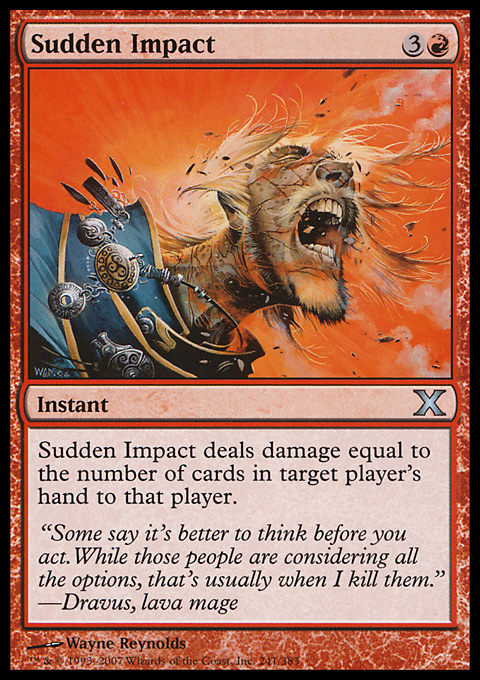 Sudden Impact 3
Instant X
Sudden Impact deals damage equal to
the number of cards in target player's
hand to that player.
“Some say it's better to think before you
act. While those people are considering all
the options, that's usually when I kill them.”
—Dravus, lava mage
Wayne Reynolds
™ & © 1993–2007 Wizards of the Coast, Inc. 241/383